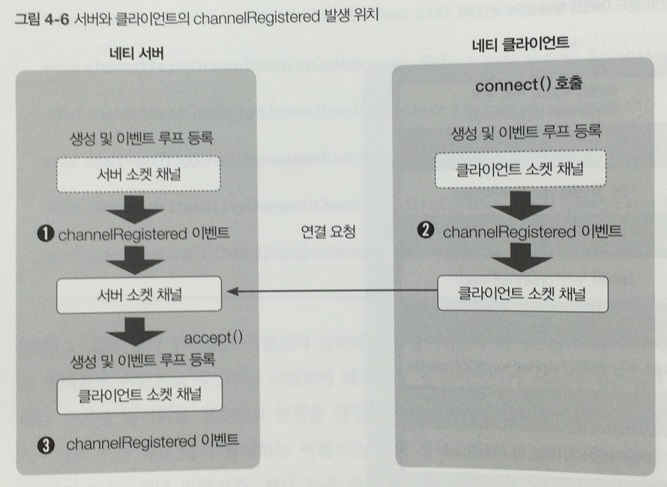 그림 4-6 서버와 클라이언트의 channelRegistered 발생 위치
네티 서버
생성 및 이벤트 루프 등록
서버 소켓 채널
❶ channelRegistered 이벤트
서버 소켓 채널
accept()
생성 및 이벤트 루프 등록
클라이언트 소켓 채널
❸ channelRegistered 이벤트
연결 요청
네티 클라이언트
connect() 호출
생성 및 이벤트 루프 등록
클라이언트 소켓 채널
❷ channelRegistered 이벤트
클라이언트 소켓 채널